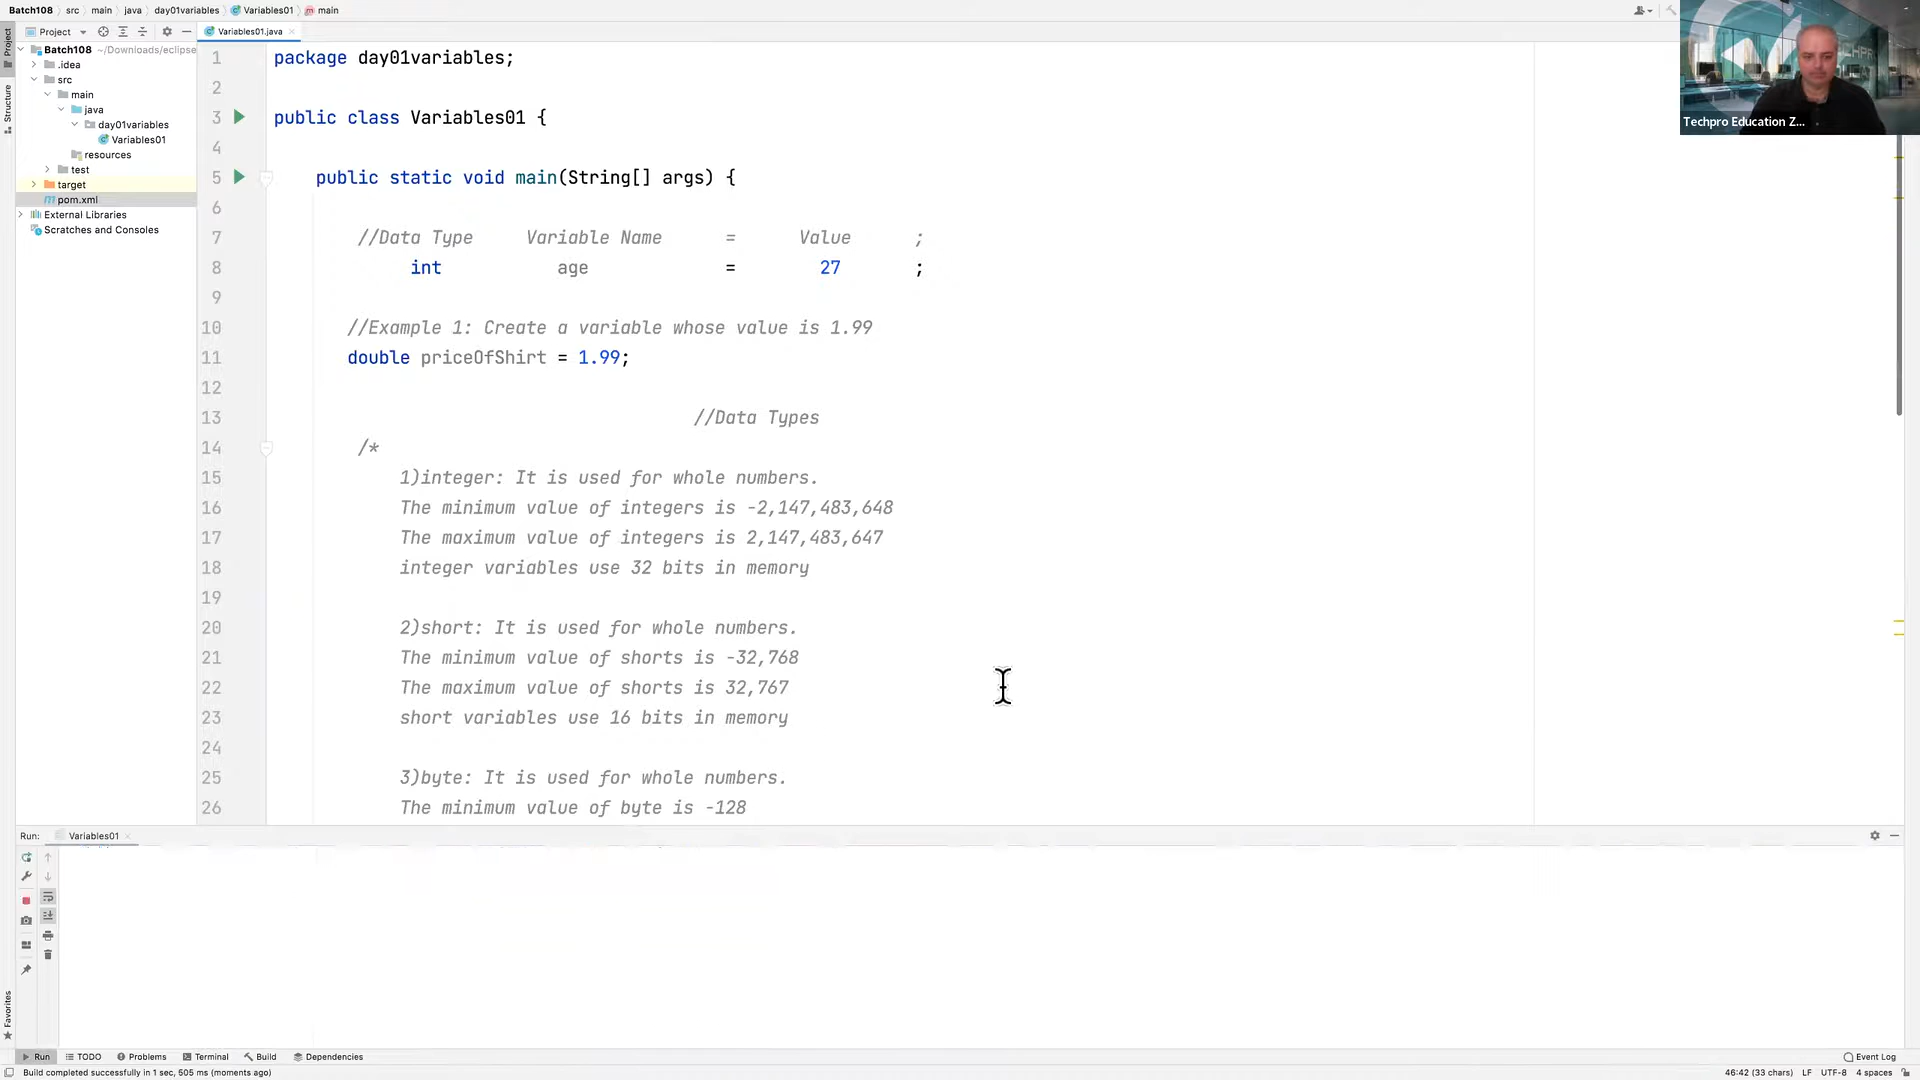 Batch108 src main java day01variables Variables01 main
Project
Variables01.java
Project
Structure
Favorites
Batch108 ~/Downloads/eclipse
.idea
src
main
java
day01variables
Variables01
resources
test
target
pom.xml
External Libraries
Scratches and Consoles
1 package day01variables;
2
3 public class Variables01 {
4
5 public static void main(String[] args) {
6
7 //Data Type Variable Name = Value ;
8 int age = 27 ;
9
10 //Example 1: Create a variable whose value is 1.99
11 double priceOfShirt = 1.99;
12
13 //Data Types
14 /*
15 1)integer: It is used for whole numbers.
16 The minimum value of integers is -2,147,483,648
17 The maximum value of integers is 2,147,483,647
18 integer variables use 32 bits in memory
19
20 2)short: It is used for whole numbers.
21 The minimum value of shorts is -32,768
22 The maximum value of shorts is 32,767
23 short variables use 16 bits in memory
24
25 3)byte: It is used for whole numbers.
26 The minimum value of byte is -128
Techpro Education Z...
Run: Variables01
Run TODO Problems Terminal Build Dependencies Event Log
Build completed successfully in 1 sec, 505 ms (moments ago) 46:42 (33 chars) LF UTF-8 4 spaces